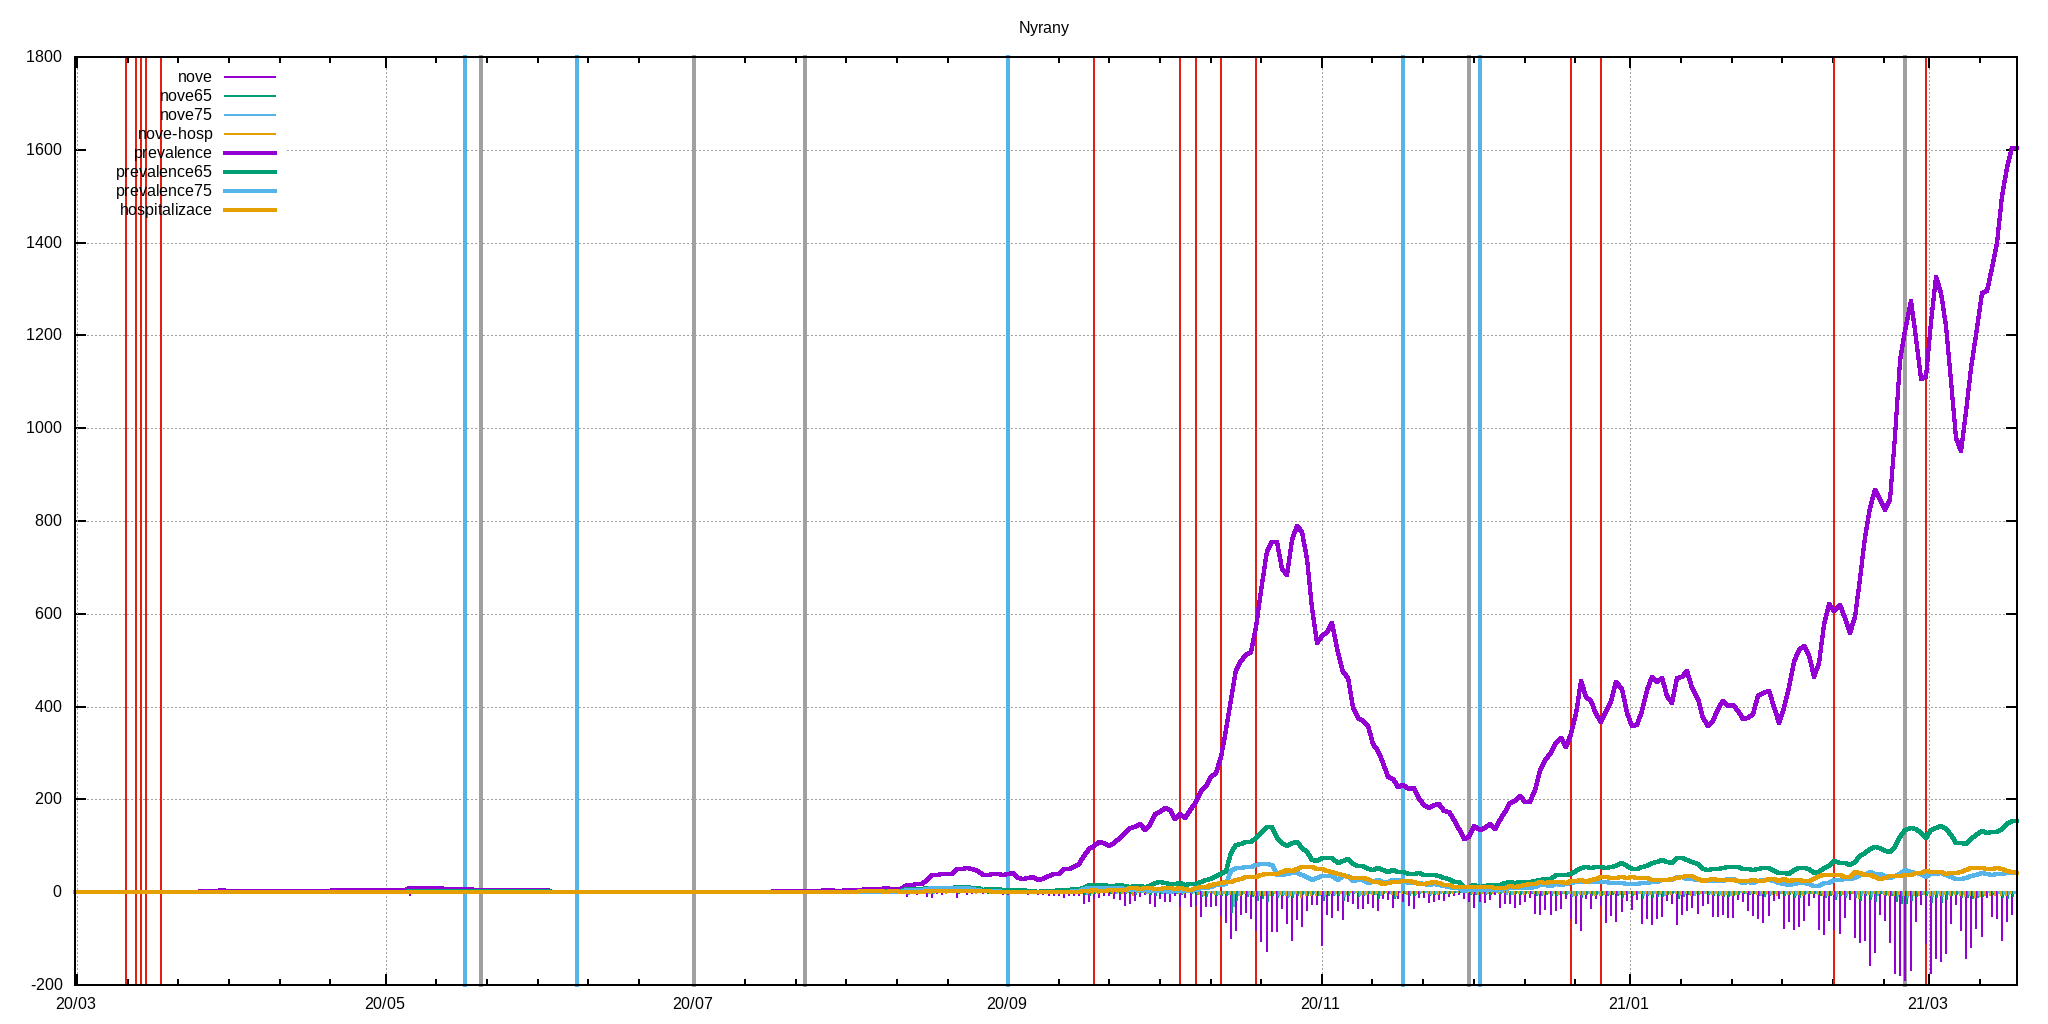 Nyrany
1800
1600
1400
1200
1000
800
600
400
200
0
-200
nove
nove65
nove75
nove-hosp
prevalence
prevalence65
prevalence75
hospitalizace
20/03 20/05 20/07 20/09 20/11 21/01 21/03